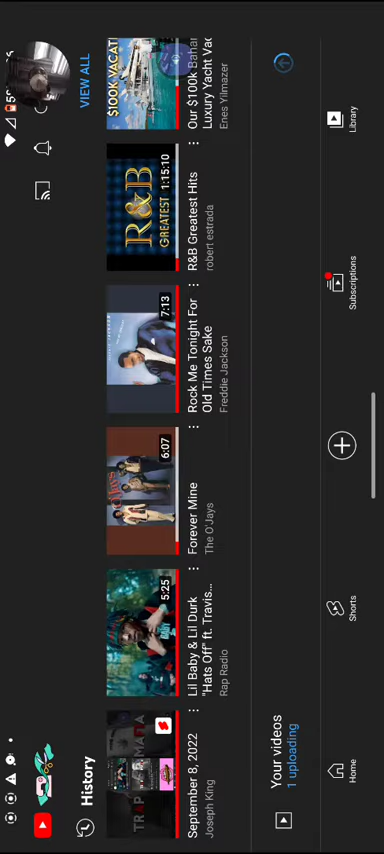 History
VIEW ALL
TRAP MAFIA
September 8, 2022
Joseph King
5:25
Lil Baby & Lil Durk
"Hats Off" ft. Travis...
Rap Radio
6:07
Forever Mine
The O'Jays
7:13
Rock Me Tonight For
Old Times Sake
Freddie Jackson
R&B
GREATEST
1:15:10
R&B Greatest Hits
robert estrada
$100K VACAT
Our $100k Baham
Luxury Yacht Vac
Enes Yilmazer
Your videos
1 uploading
Home
Shorts
Subscriptions
Library